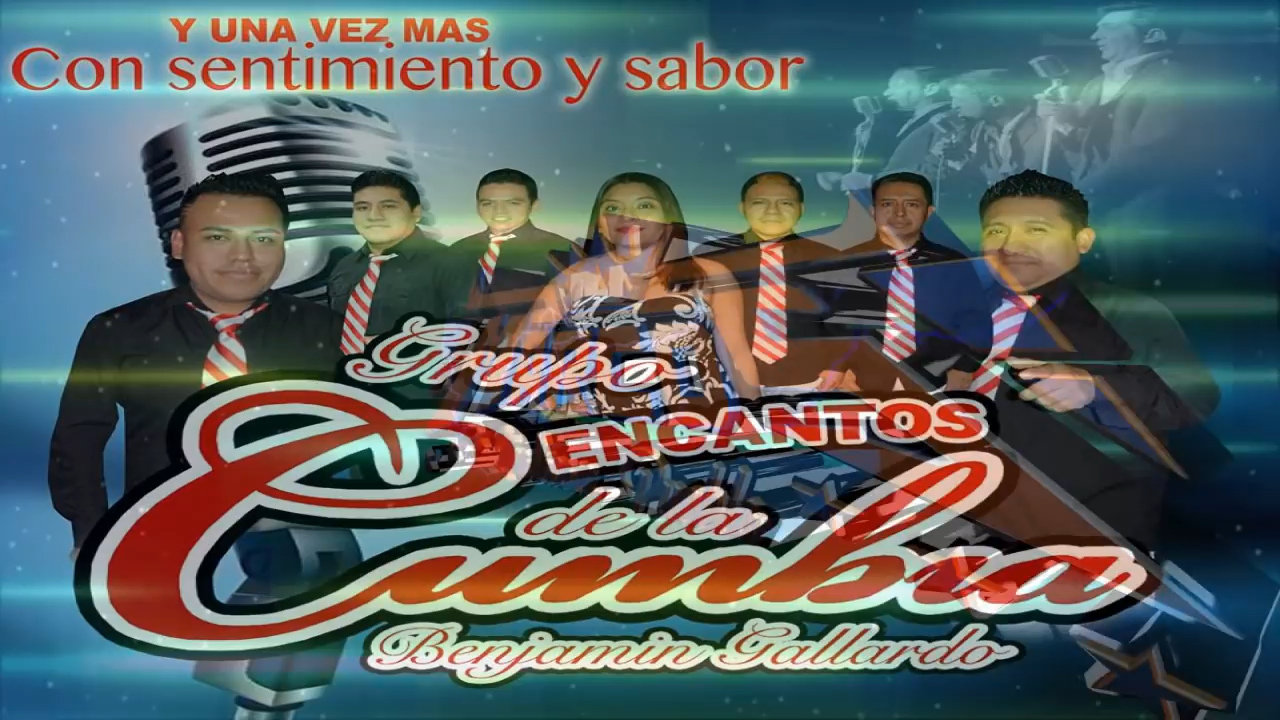 Y UNA VEZ MAS
Con sentimiento y sabor
Grupo
ENCANTOS
de la
Cumbia
Benjamin Gallardo